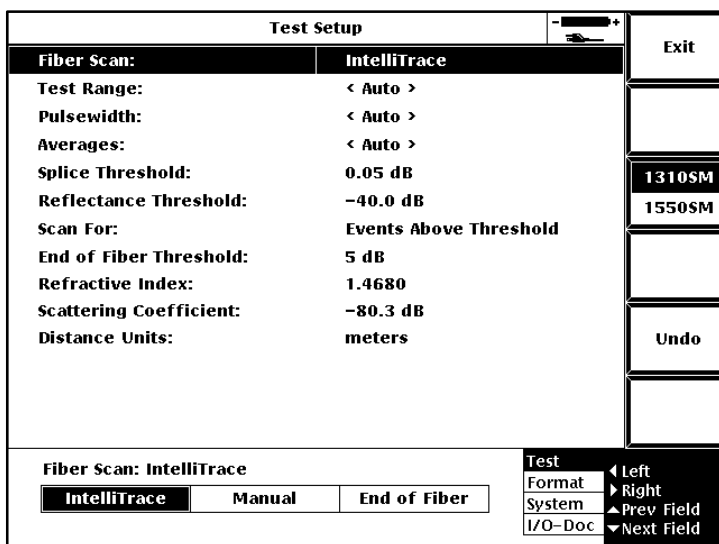 Test Setup
- +
Exit
Fiber Scan: IntelliTrace
Test Range: < Auto >
Pulsewidth: < Auto >
Averages: < Auto >
Splice Threshold: 0.05 dB
Reflectance Threshold: -40.0 dB
Scan For: Events Above Threshold
End of Fiber Threshold: 5 dB
Refractive Index: 1.4680
Scattering Coefficient: -80.3 dB
Distance Units: meters
1310SM
1550SM
Undo
Fiber Scan: IntelliTrace
IntelliTrace Manual End of Fiber
Test
Format
System
I/O-Doc
Left
Right
Prev Field
Next Field